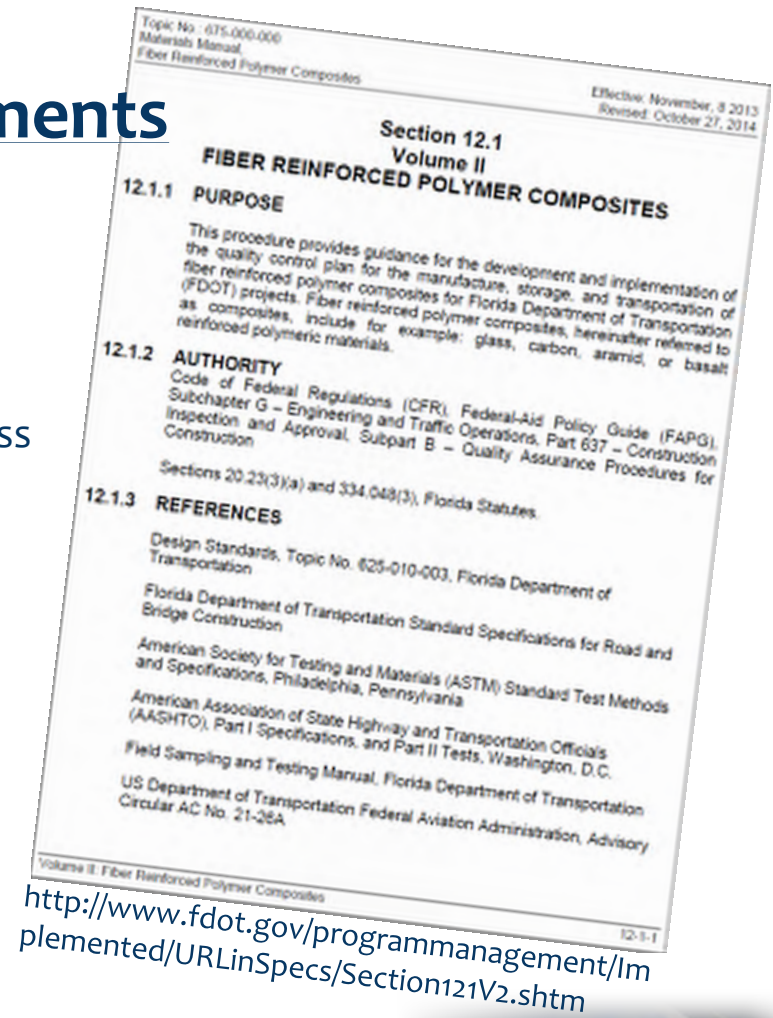 ments
ss
Topic No.: 675-000-000
Materials Manual,
Fiber Reinforced Polymer Composites
Effective: November, 8 2013
Revised: October 27, 2014
Section 12.1
Volume II
FIBER REINFORCED POLYMER COMPOSITES
12.1.1 PURPOSE
This procedure provides guidance for the development and implementation of
the quality control plan for the manufacture, storage, and transportation of
fiber reinforced polymer composites for Florida Department of Transportation
(FDOT) projects. Fiber reinforced polymer composites, hereinafter referred to
as composites, include for example: glass, carbon, aramid, or basalt
reinforced polymeric materials.
12.1.2 AUTHORITY
Code of Federal Regulations (CFR), Federal-Aid Policy Guide (FAPG),
Subchapter G – Engineering and Traffic Operations, Part 637 – Construction
Inspection and Approval, Subpart B – Quality Assurance Procedures for
Construction
Sections 20.23(3)(a) and 334.048(3), Florida Statutes.
12.1.3 REFERENCES
Design Standards, Topic No. 625-010-003, Florida Department of
Transportation
Florida Department of Transportation Standard Specifications for Road and
Bridge Construction
American Society for Testing and Materials (ASTM) Standard Test Methods
and Specifications, Philadelphia, Pennsylvania
American Association of State Highway and Transportation Officials
(AASHTO), Part I Specifications, and Part II Tests, Washington, D.C.
Field Sampling and Testing Manual, Florida Department of Transportation
US Department of Transportation Federal Aviation Administration, Advisory
Circular AC No. 21-26A
Volume II: Fiber Reinforced Polymer Composites
12-1-1
http://www.fdot.gov/programmanagement/Im
plemented/URLinSpecs/Section121V2.shtm